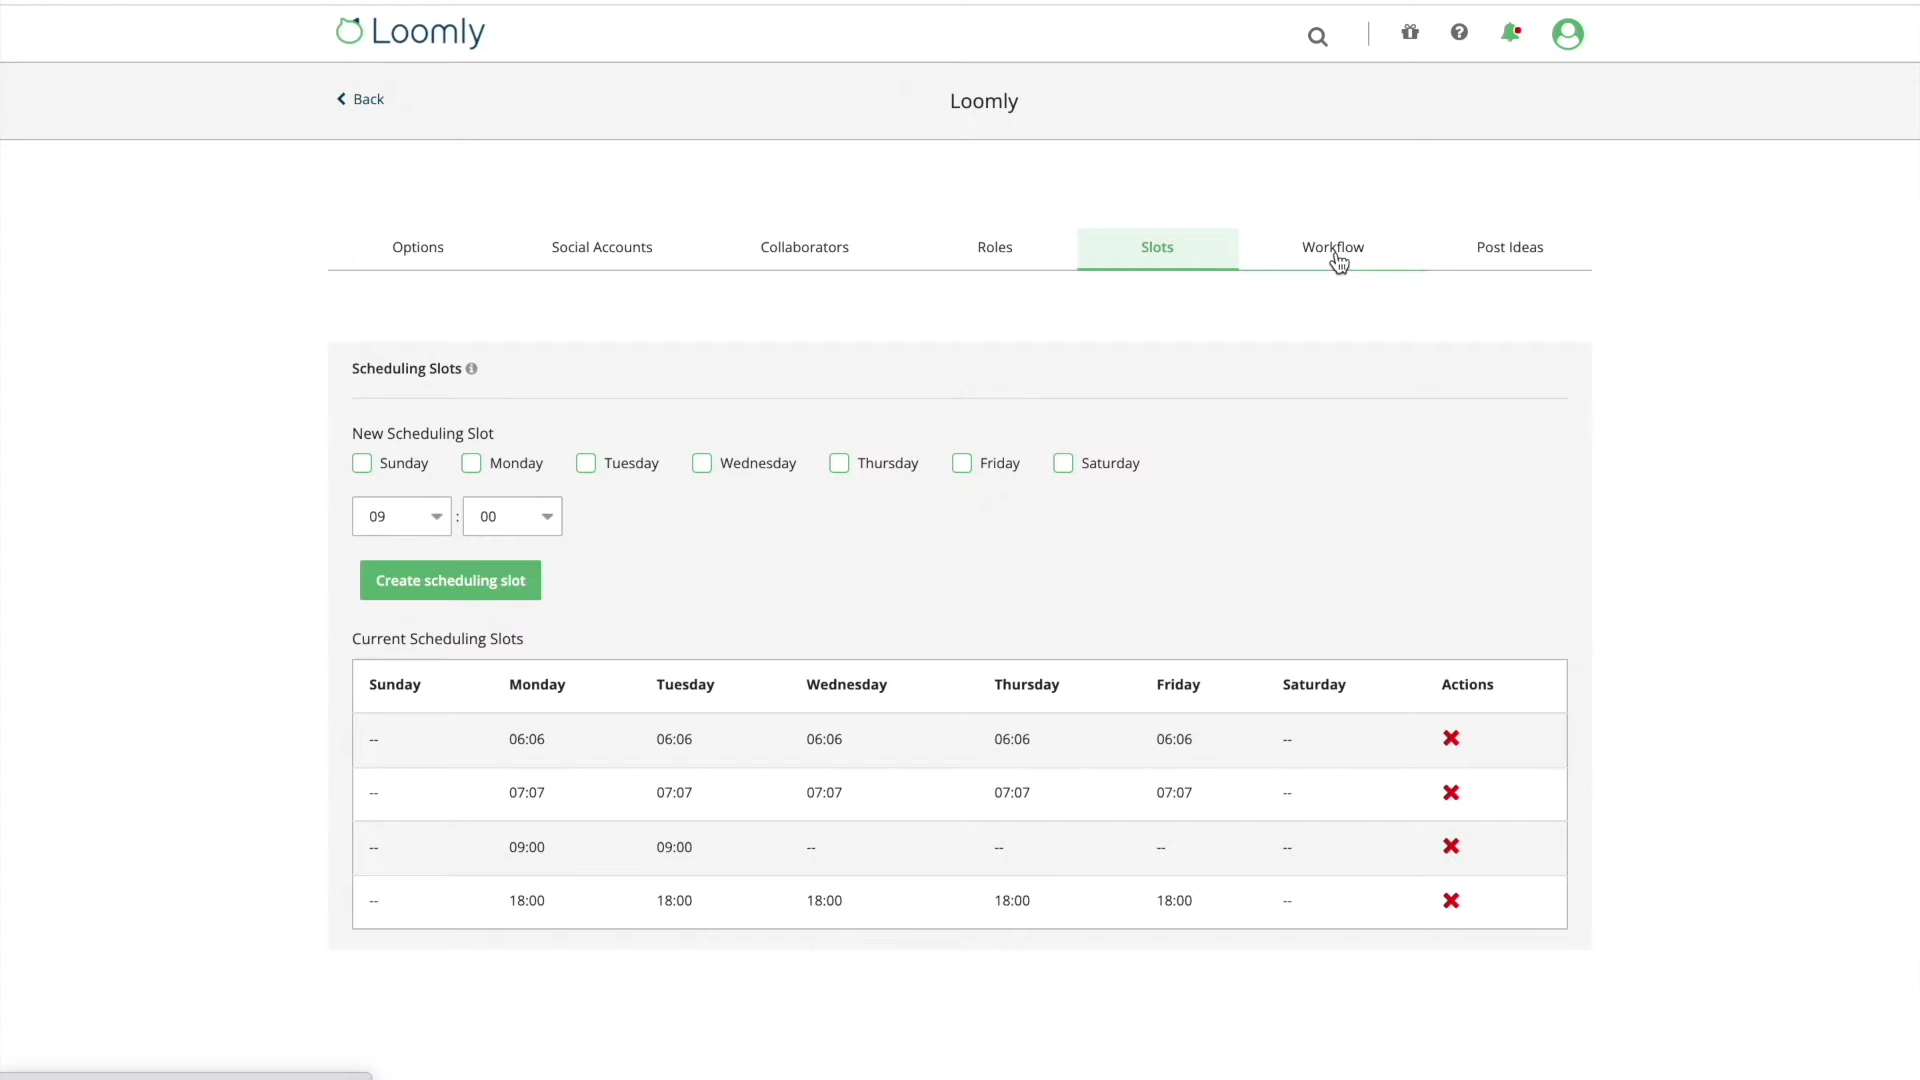 Loomly
Back
Loomly
Options Social Accounts Collaborators Roles Slots Workflow Post Ideas
Scheduling Slots
New Scheduling Slot
Sunday Monday Tuesday Wednesday Thursday Friday Saturday
09 : 00
Create scheduling slot
Current Scheduling Slots
Sunday Monday Tuesday Wednesday Thursday Friday Saturday Actions
-- 06:06 06:06 06:06 06:06 06:06 --
-- 07:07 07:07 07:07 07:07 07:07 --
-- 09:00 09:00 -- -- -- --
-- 18:00 18:00 18:00 18:00 18:00 --